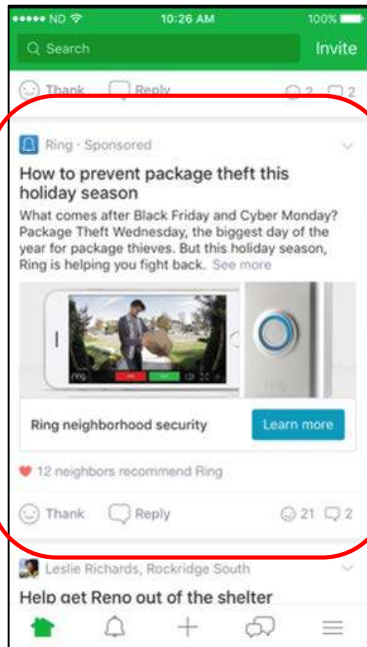 ND 10:26 AM 100%
Search Invite
Thank Reply 2 2
Ring · Sponsored
How to prevent package theft this
holiday season
What comes after Black Friday and Cyber Monday?
Package Theft Wednesday, the biggest day of the
year for package thieves. But this holiday season,
Ring is helping you fight back. See more
ring
ring
Ring neighborhood security Learn more
12 neighbors recommend Ring
Thank Reply 21 2
Leslie Richards, Rockridge South
Help get Reno out of the shelter